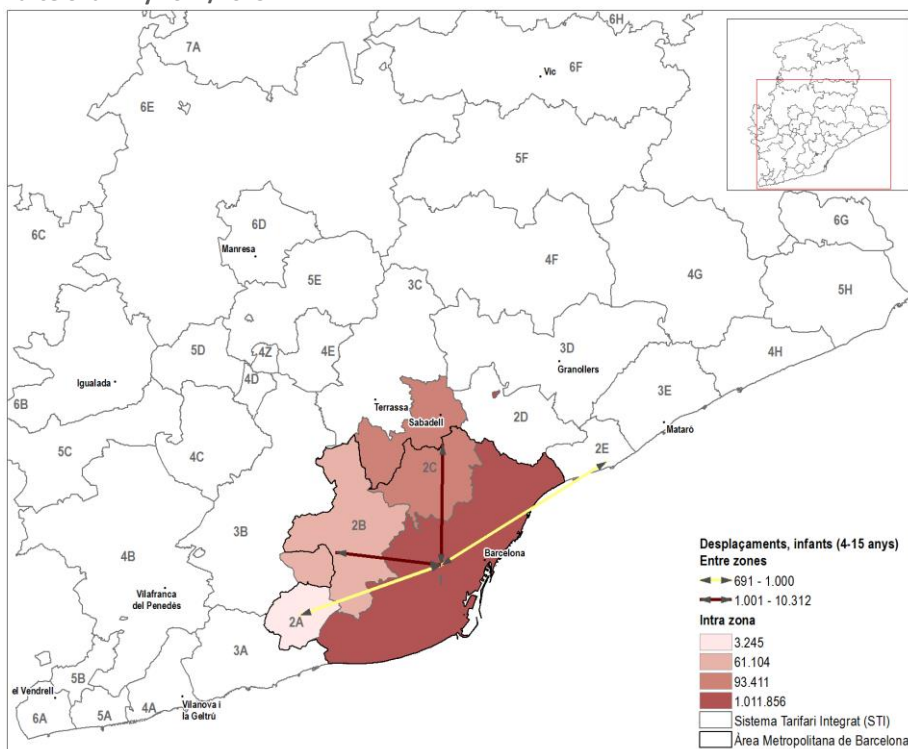 6H
7A
6F
Vic
6E
5F
6G
6C
6D
Manresa
4F
4G
5E
3C
5H
5D
4Z
4E
3D
4H
Granollers
Igualada
4D
3E
6B
Terrassa
2D
Sabadell
Mataró
5C
4C
2E
2C
3B
2B
4B
Barcelona
1
Vilafranca
del Penedés
2A
3A
5B
el Vendrell
Vilanova i
la Geltrú
6A
5A
4A
Desplaçaments, infants (4-15 anys)
Entre zones
691 - 1.000
1.001 - 10.312
Intra zona
3.245
61.104
93.411
1.011.856
Sistema Tarifari Integrat (STI)
Àrea Metropolitana de Barcelona